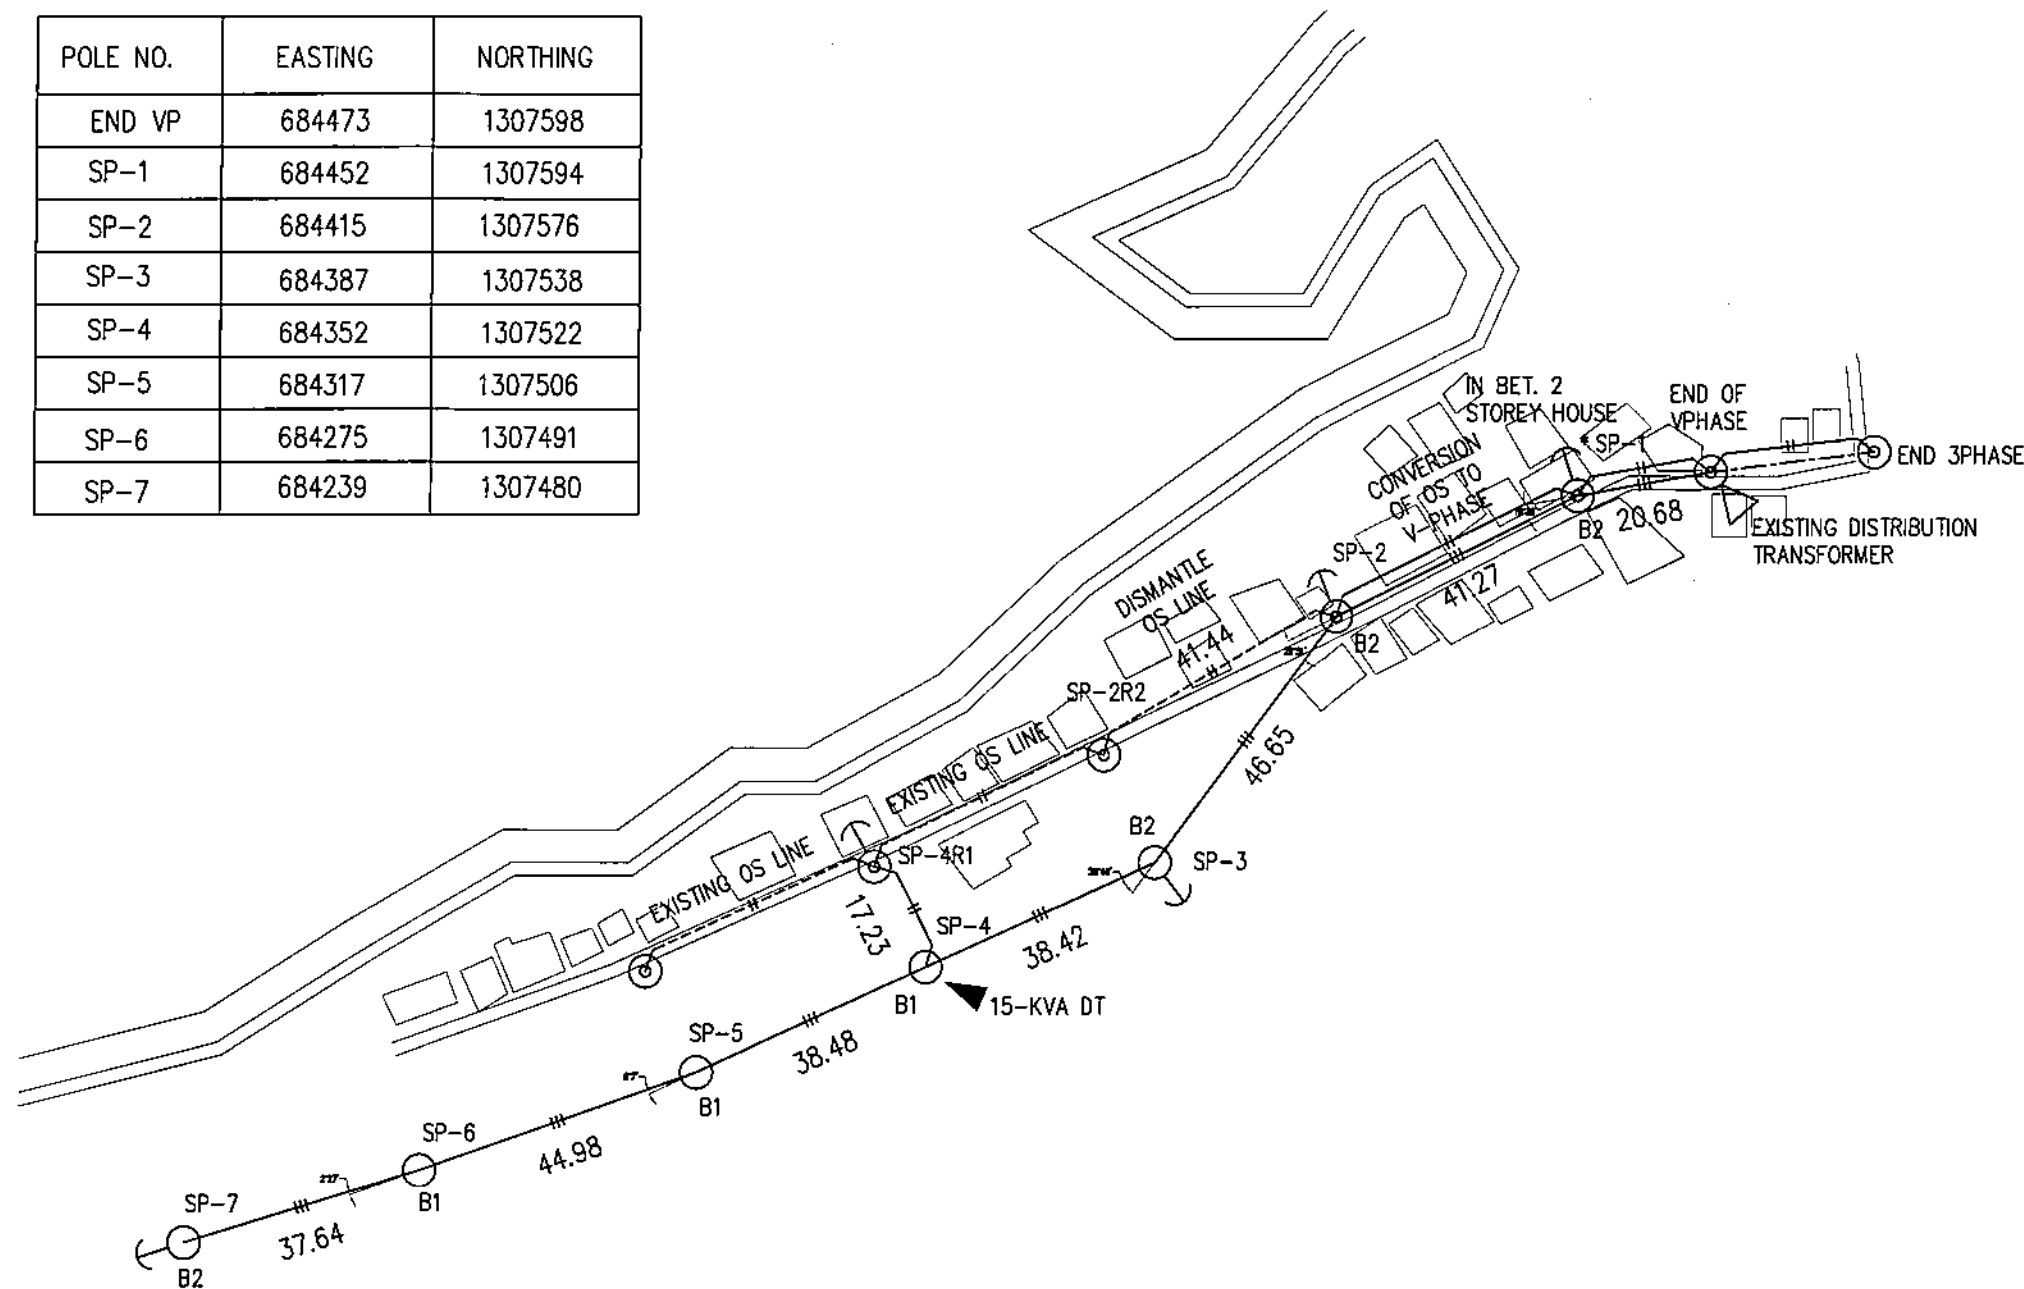 POLE NO. EASTING NORTHING
END VP 684473 1307598
SP-1 684452 1307594
SP-2 684415 1307576
SP-3 684387 1307538
SP-4 684352 1307522
SP-5 684317 1307506
SP-6 684275 1307491
SP-7 684239 1307480
IN BET. 2
STOREY HOUSE
END OF
VPHASE
SP-1
END 3PHASE
CONVERSION
OF OS TO
V-PHASE
B2
20.68
EXISTING DISTRIBUTION
TRANSFORMER
SP-2
41.27
DISMANTLE
OS LINE
B2
41.44
SP-2R2
EXISTING OS LINE
46.65
B2
SP-3
EXISTING OS LINE
SP-4R1
17.23
SP-4
38.42
B1
15-KVA DT
SP-5
38.48
B1
SP-6
44.98
B1
SP-7
37.64
B2